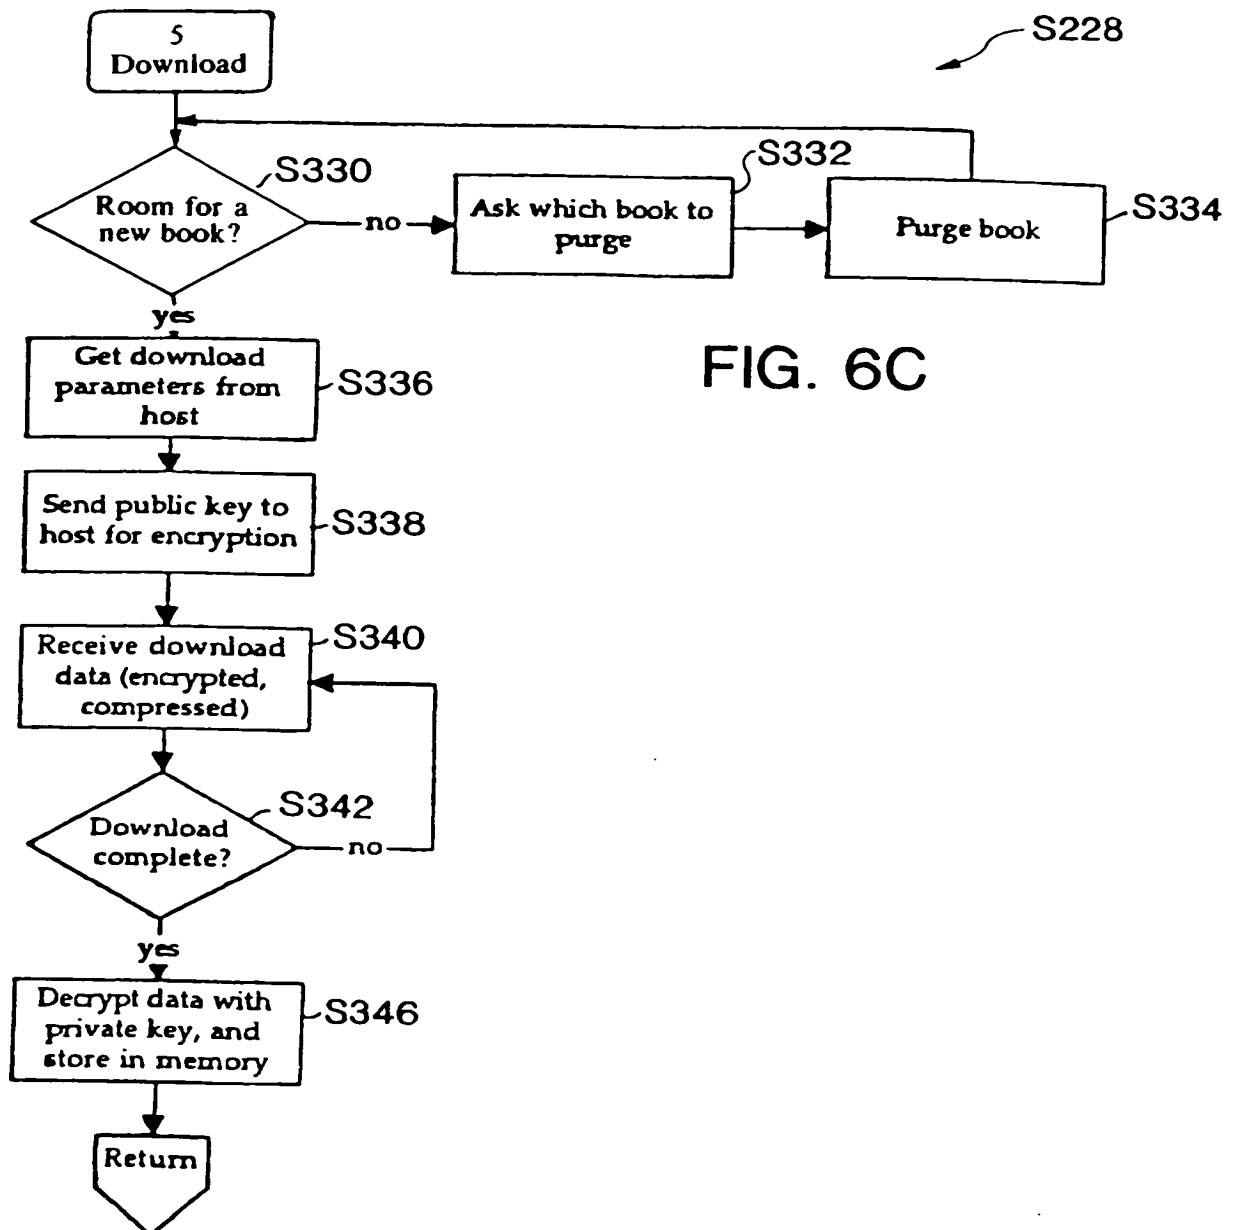 5
Download
S228
Room for a
new book?
S330
no
Ask which book to
purge
S332
Purge book
S334
yes
Get download
parameters from
host
S336
FIG. 6C
Send public key to
host for encryption
S338
Receive download
data (encrypted,
compressed)
S340
Download
complete?
S342
no
yes
Decrypt data with
private key, and
store in memory
S346
Return